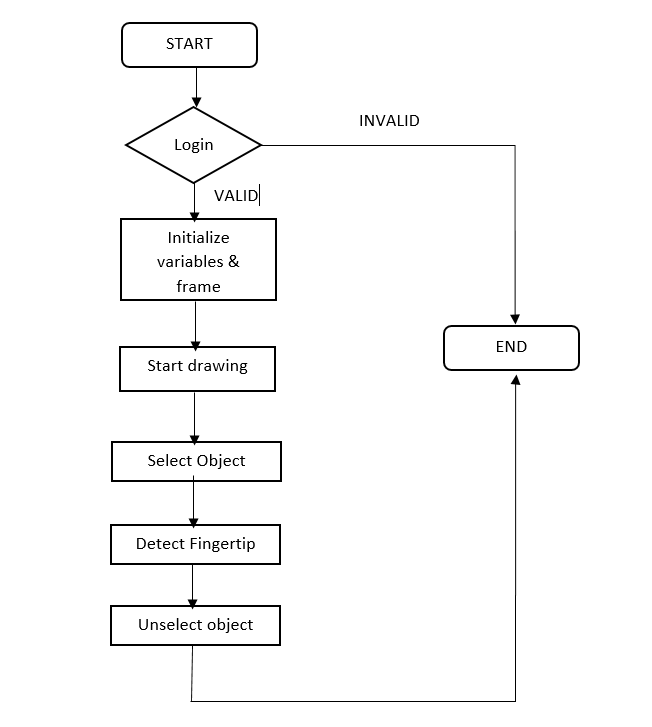 START
INVALID
Login
VALID
Initialize
variables &
frame
END
Start drawing
Select Object
Detect Fingertip
Unselect object